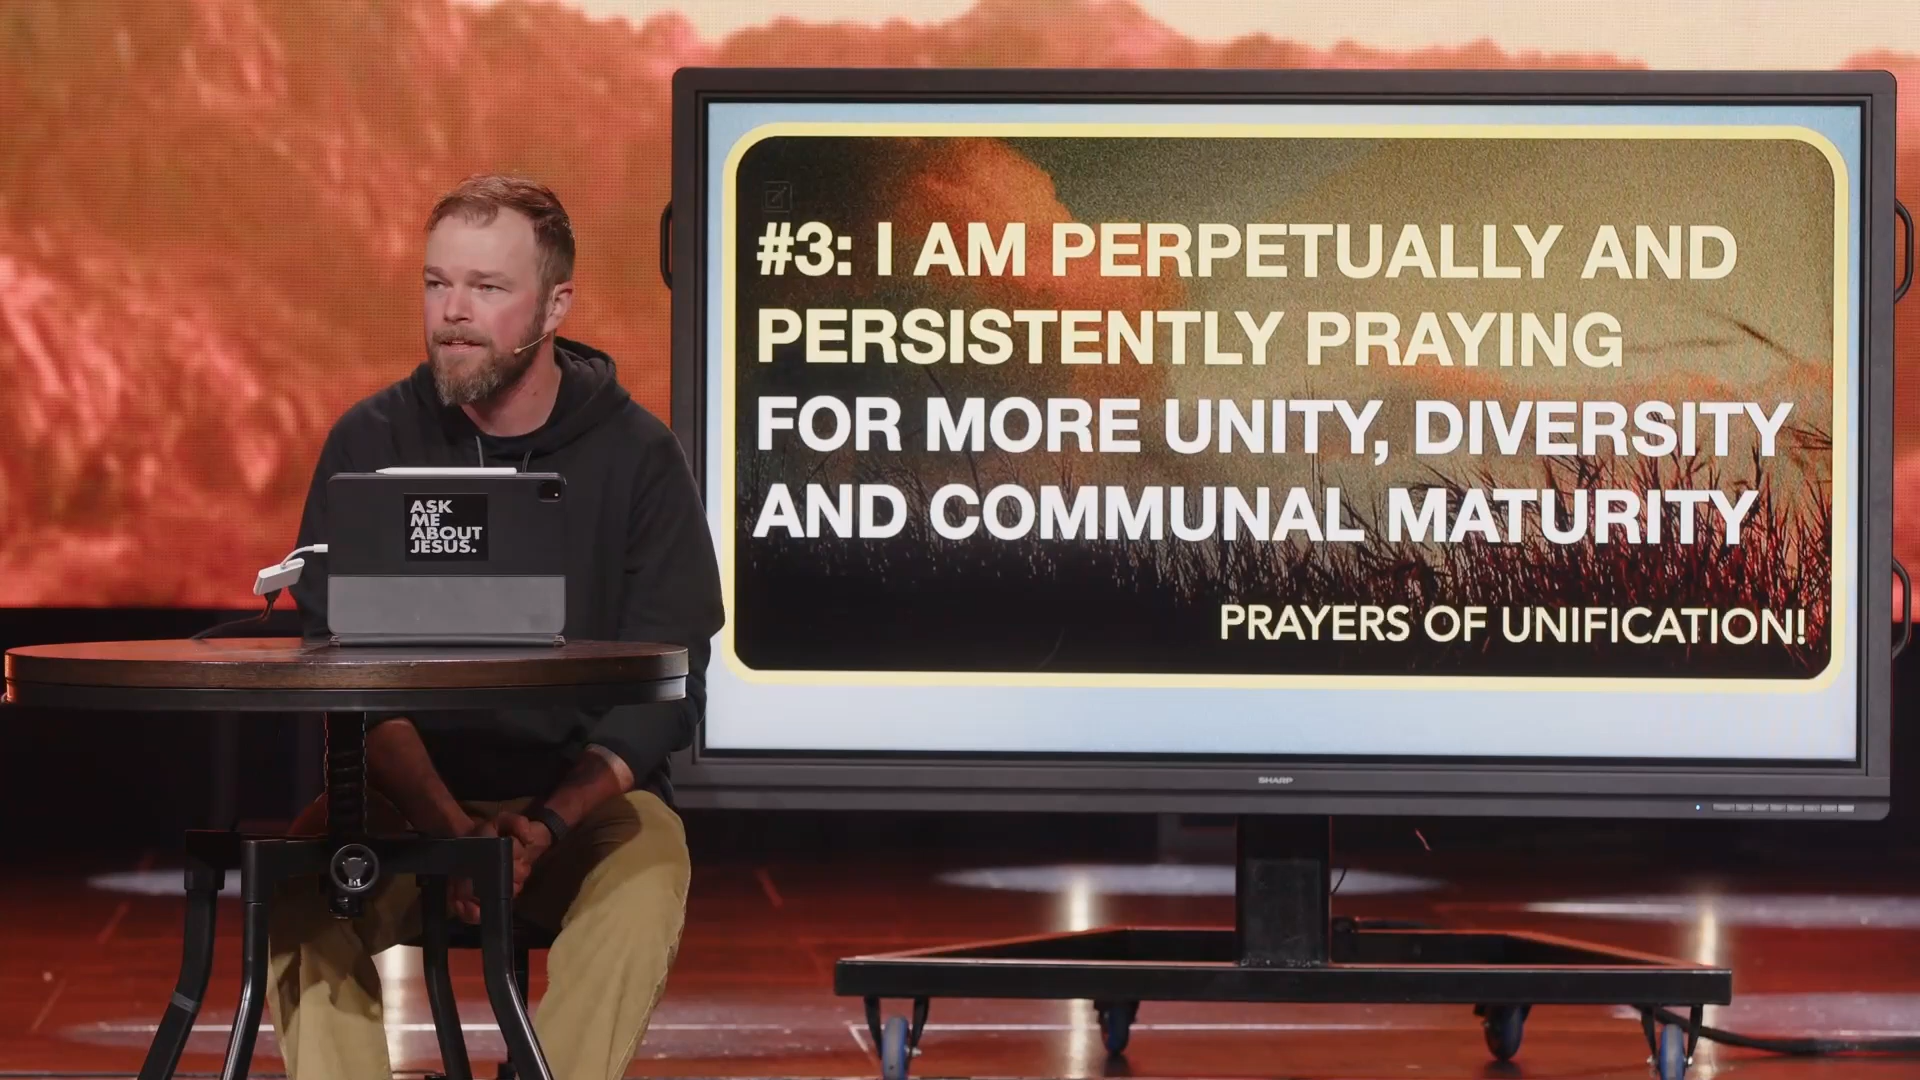 #3: I AM PERPETUALLY AND
PERSISTENTLY PRAYING
FOR MORE UNITY, DIVERSITY
AND COMMUNAL MATURITY
PRAYERS OF UNIFICATION!
ASK
ME
ABOUT
JESUS.
SHARP